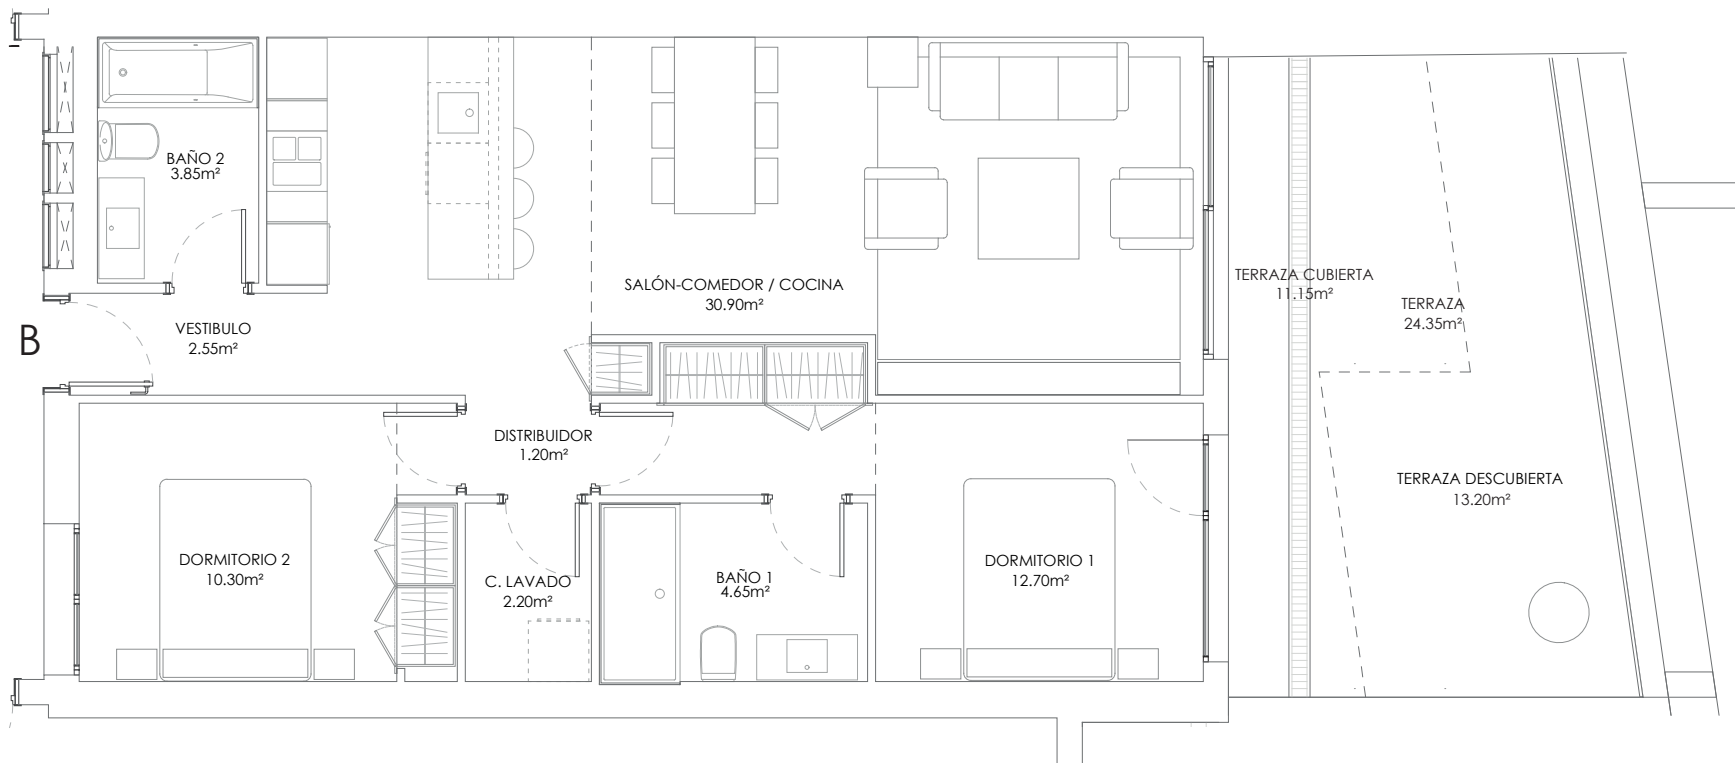 BAÑO 2
3.85m²
SALÓN-COMEDOR / COCINA
30.90m²
TERRAZA CUBIERTA
11.15m²
TERRAZA
24.35m²
B
VESTIBULO
2.55m²
DISTRIBUIDOR
1.20m²
TERRAZA DESCUBIERTA
13.20m²
DORMITORIO 2
10.30m²
C. LAVADO
2.20m²
BAÑO 1
4.65m²
DORMITORIO 1
12.70m²